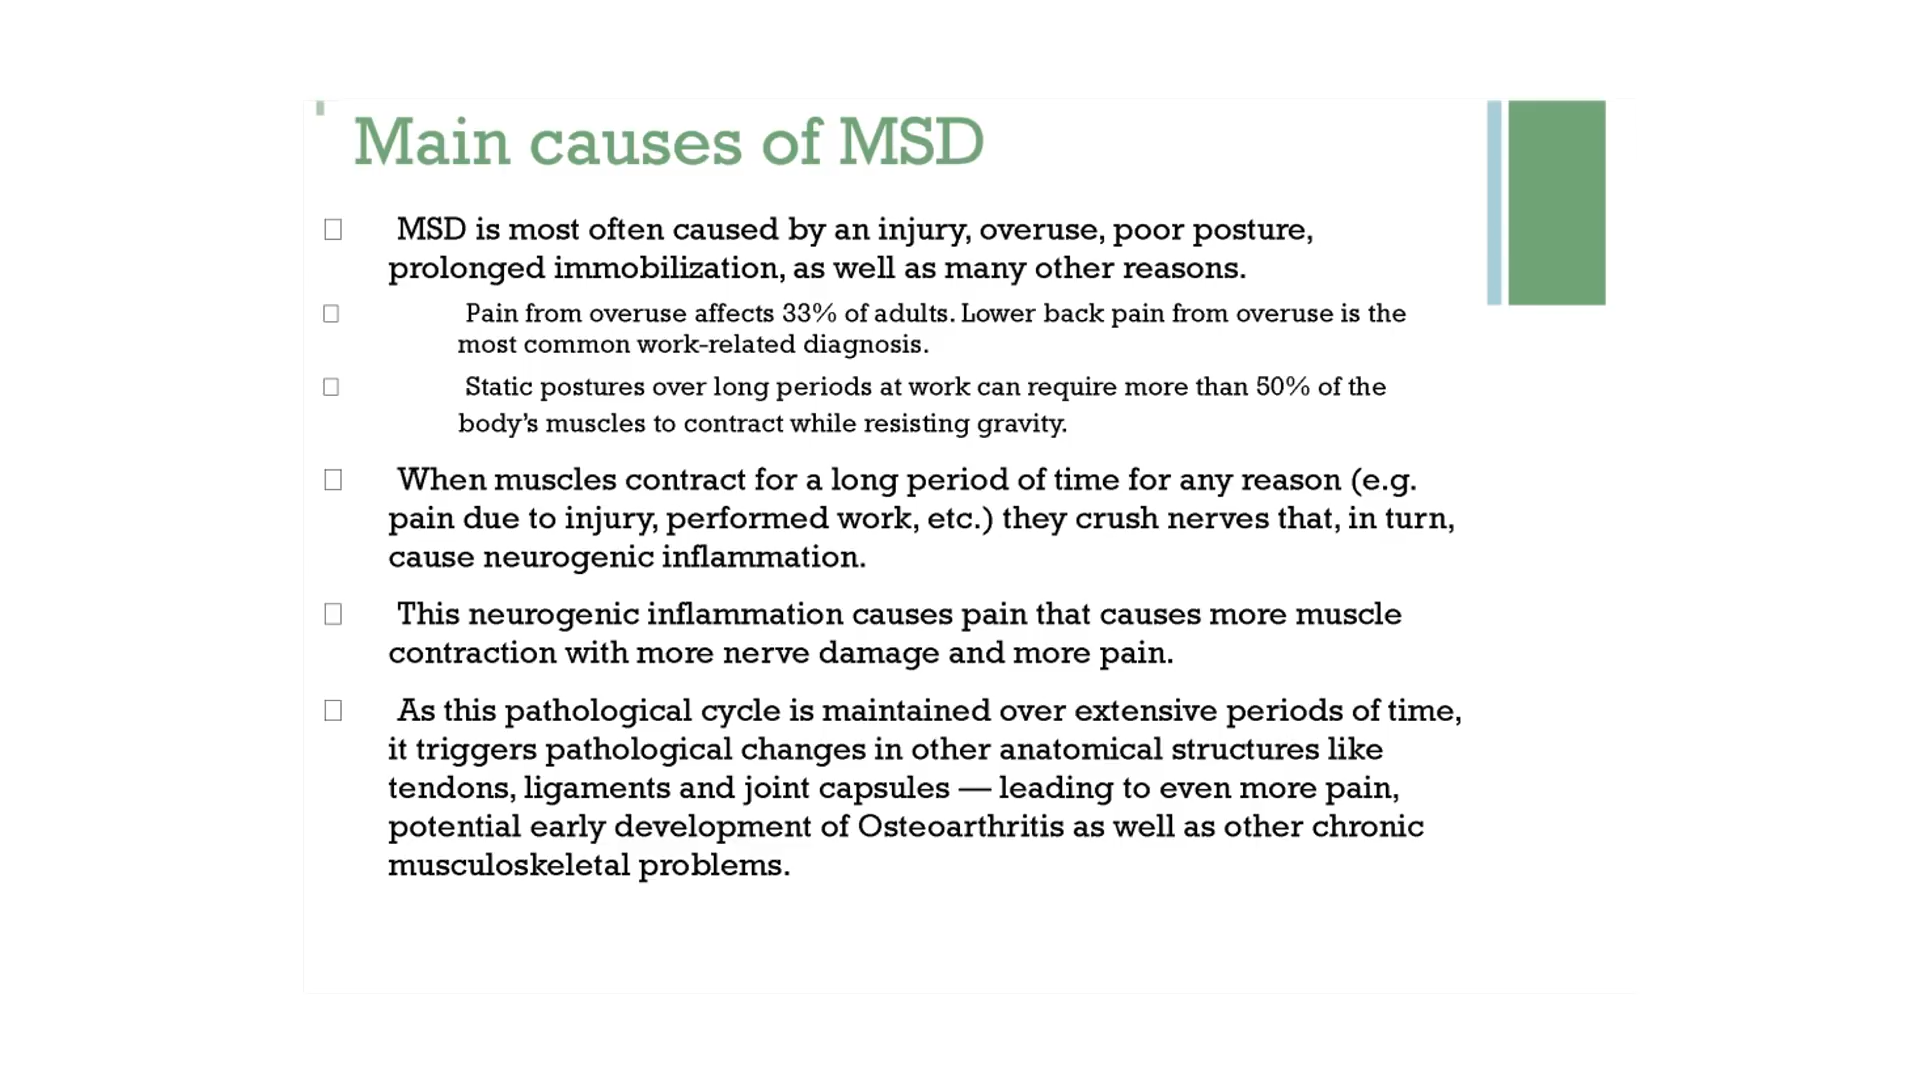 Main causes of MSD
MSD is most often caused by an injury, overuse, poor posture,
prolonged immobilization, as well as many other reasons.
Pain from overuse affects 33% of adults. Lower back pain from overuse is the
most common work-related diagnosis.
Static postures over long periods at work can require more than 50% of the
body’s muscles to contract while resisting gravity.
When muscles contract for a long period of time for any reason (e.g.
pain due to injury, performed work, etc.) they crush nerves that, in turn,
cause neurogenic inflammation.
This neurogenic inflammation causes pain that causes more muscle
contraction with more nerve damage and more pain.
As this pathological cycle is maintained over extensive periods of time,
it triggers pathological changes in other anatomical structures like
tendons, ligaments and joint capsules — leading to even more pain,
potential early development of Osteoarthritis as well as other chronic
musculoskeletal problems.